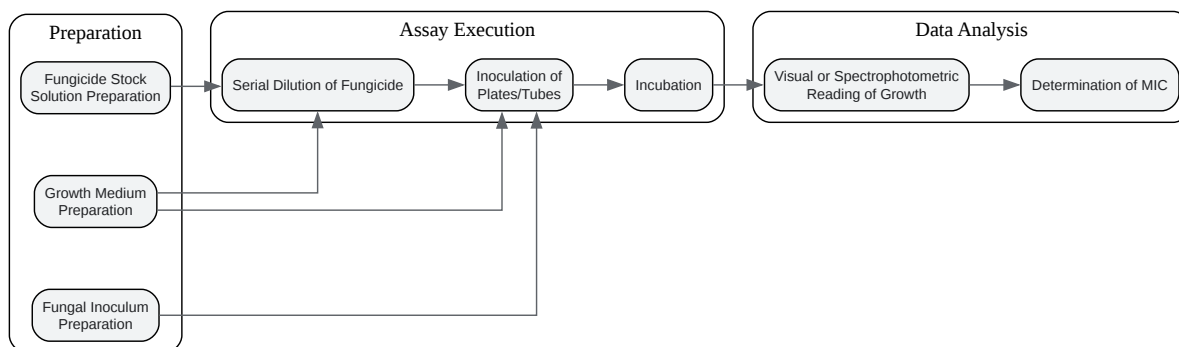 Preparation
Fungicide Stock
Solution Preparation
Growth Medium
Preparation
Fungal Inoculum
Preparation
Assay Execution
Serial Dilution of Fungicide
Inoculation of
Plates/Tubes
Incubation
Data Analysis
Visual or Spectrophotometric
Reading of Growth
Determination of MIC